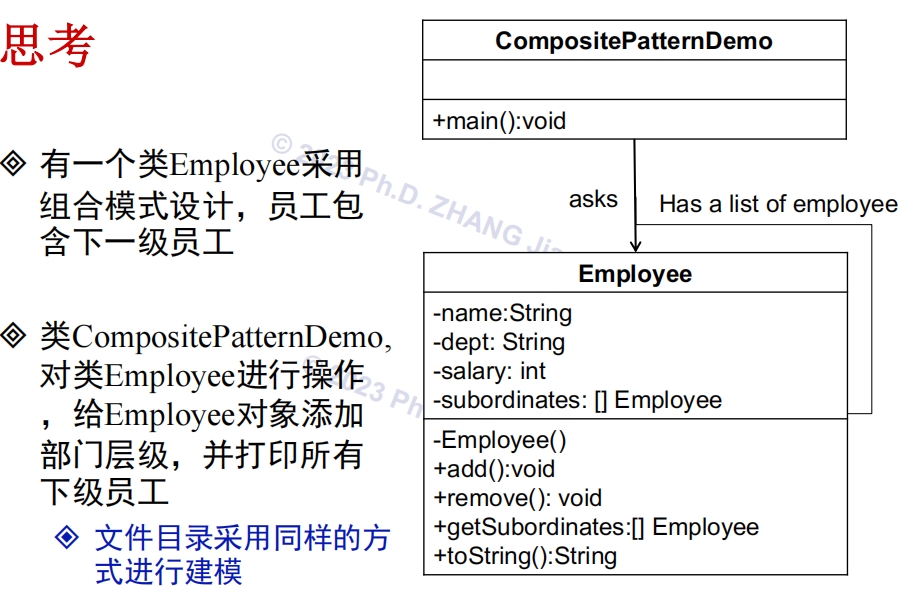 思考
有一个类Employee采用
组合模式设计，员工包
含下一级员工
类CompositePatternDemo,
对类Employee进行操作
，给Employee对象添加
部门层级，并打印所有
下级员工
文件目录采用同样的方
式进行建模
CompositePatternDemo
+main():void
asks
Has a list of employee
Employee
-name:String
-dept: String
-salary: int
-subordinates: [] Employee
-Employee()
+add():void
+remove(): void
+getSubordinates:[] Employee
+toString():String
© 2023 Ph.D. ZHANG
2023 Ph